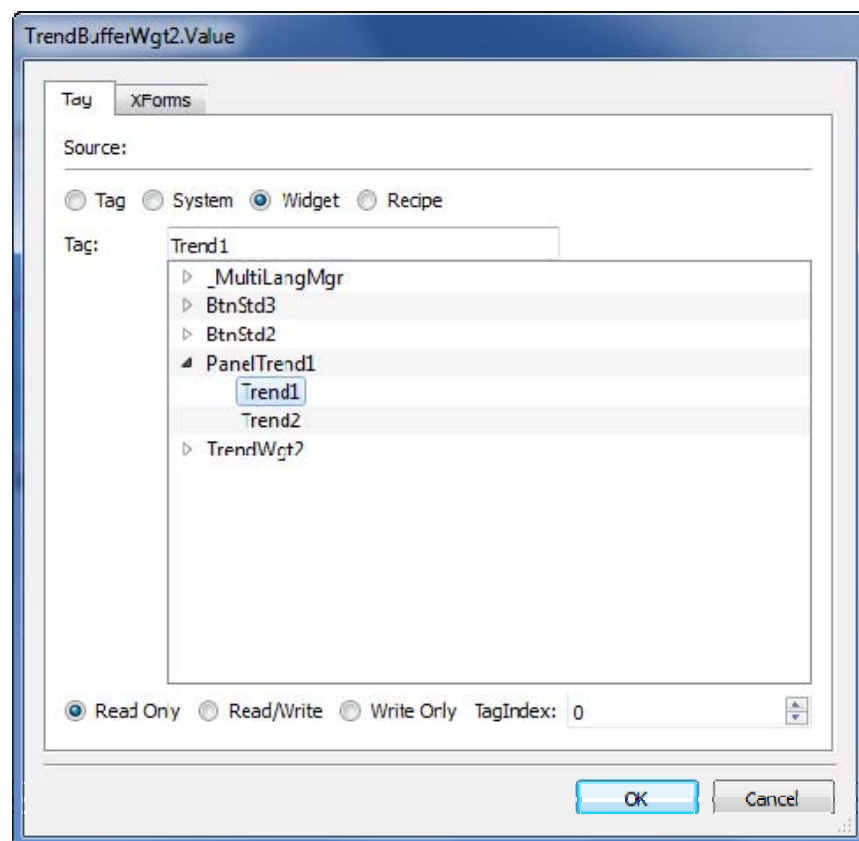 TrendBufferWgt2.Value
Tag XForms
Source:
Tag System Widget Recipe
Tag: Trend1
_MultiLangMgr
BtnStd3
BtnStd2
PanelTrend1
Trend1
Trend2
TrendWgt2
Read Only Read/Write Write Only TagIndex: 0
OK Cancel